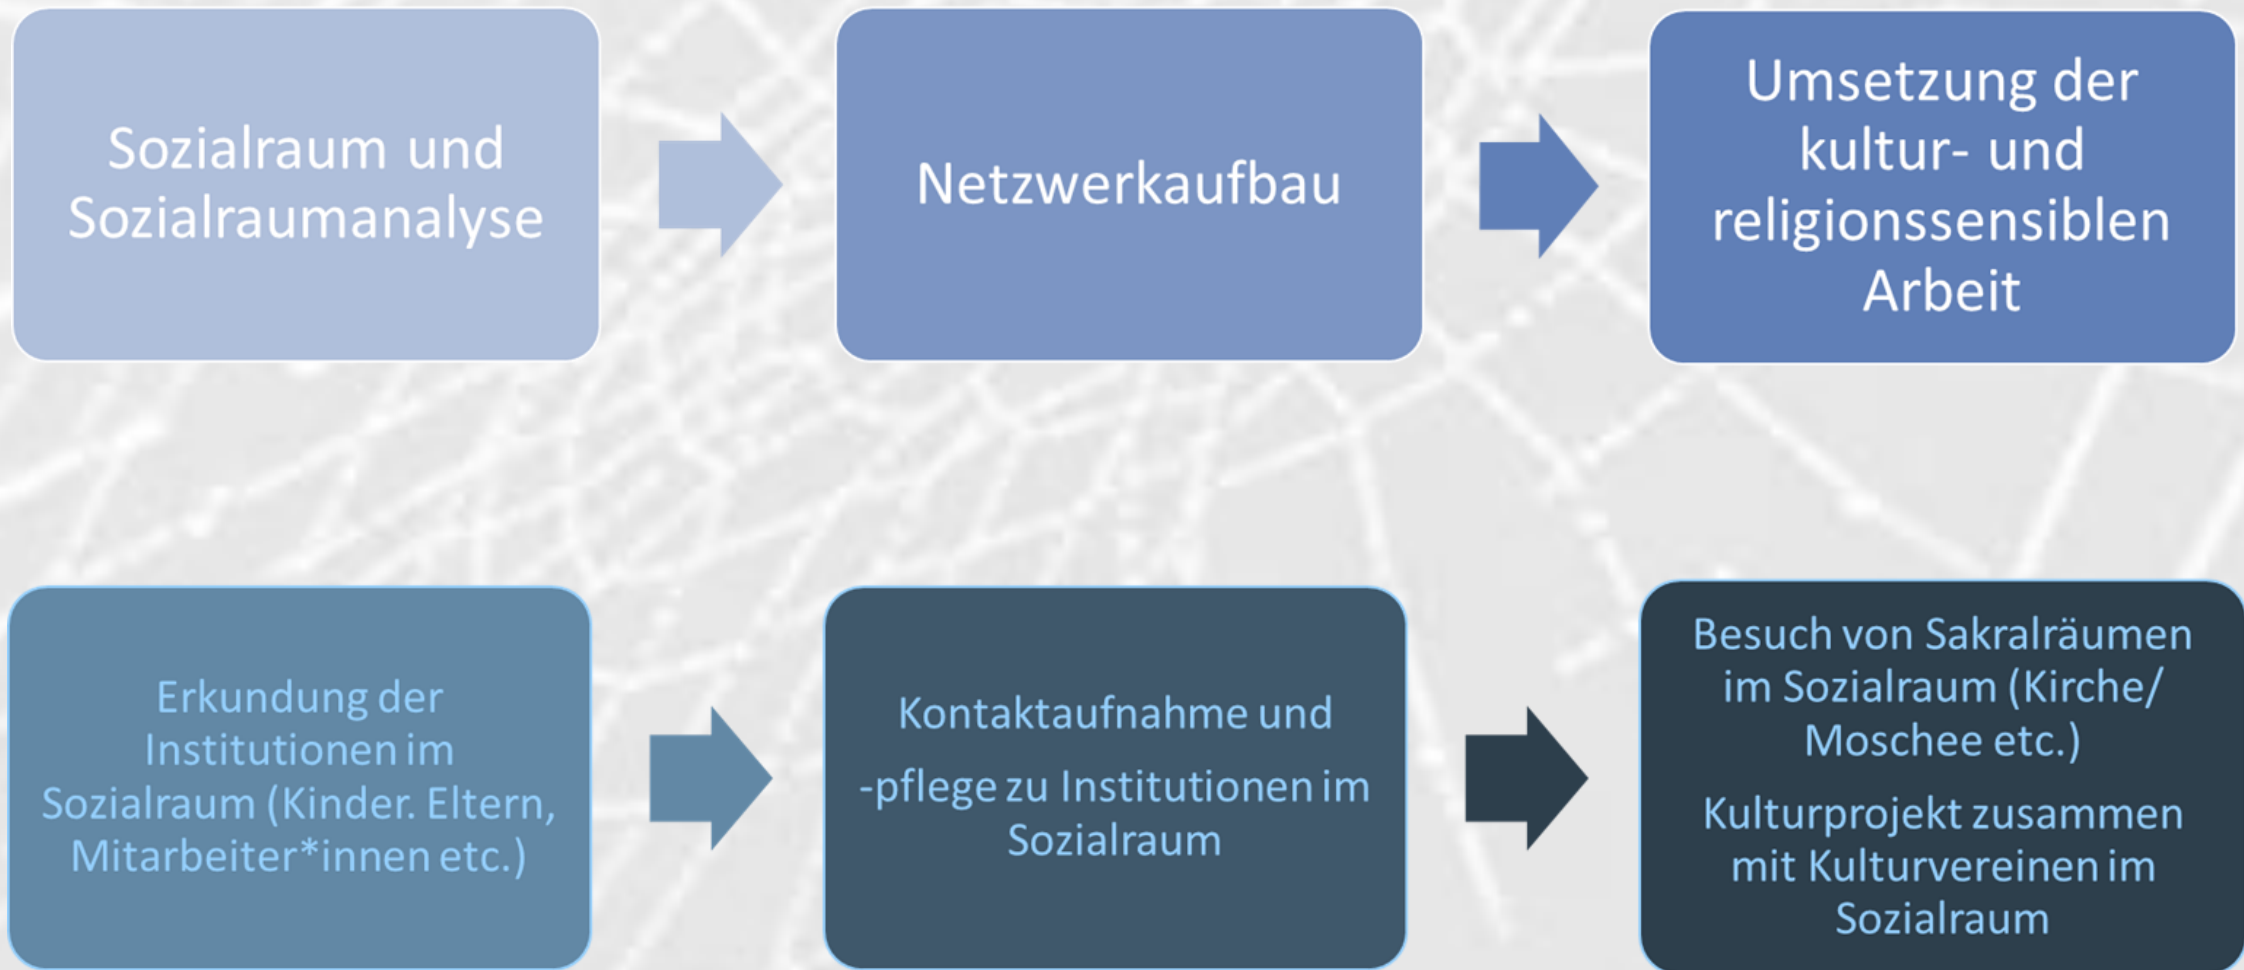 Sozialraum und
Sozialraumanalyse
Netzwerkaufbau
Umsetzung der
kultur- und
religionssensiblen
Arbeit
Erkundung der
Institutionen im
Sozialraum (Kinder. Eltern,
Mitarbeiter*innen etc.)
Kontaktaufnahme und
-pflege zu Institutionen im
Sozialraum
Besuch von Sakralräumen
im Sozialraum (Kirche/
Moschee etc.)
Kulturprojekt zusammen
mit Kulturvereinen im
Sozialraum